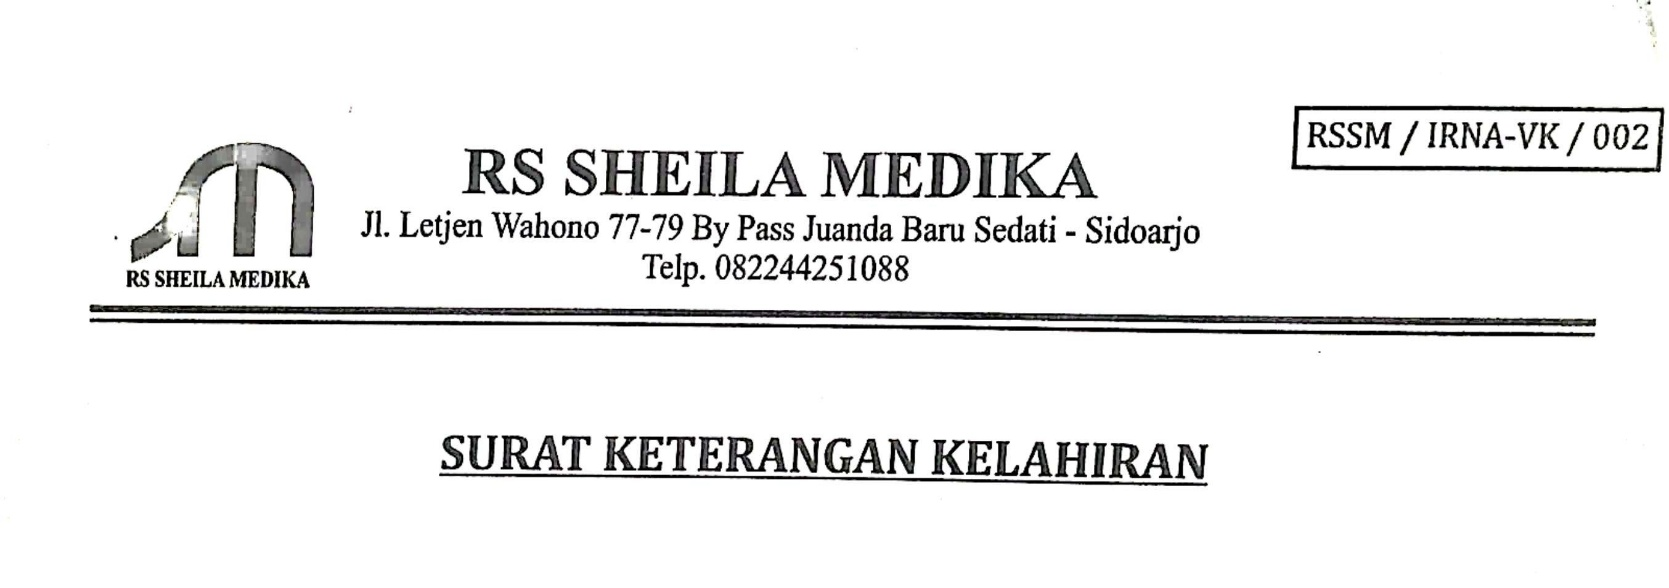 RSSM / IRNA-VK / 002
RS SHEILA MEDIKA
Jl. Letjen Wahono 77-79 By Pass Juanda Baru Sedati - Sidoarjo
Telp. 082244251088
RS SHEILA MEDIKA
SURAT KETERANGAN KELAHIRAN